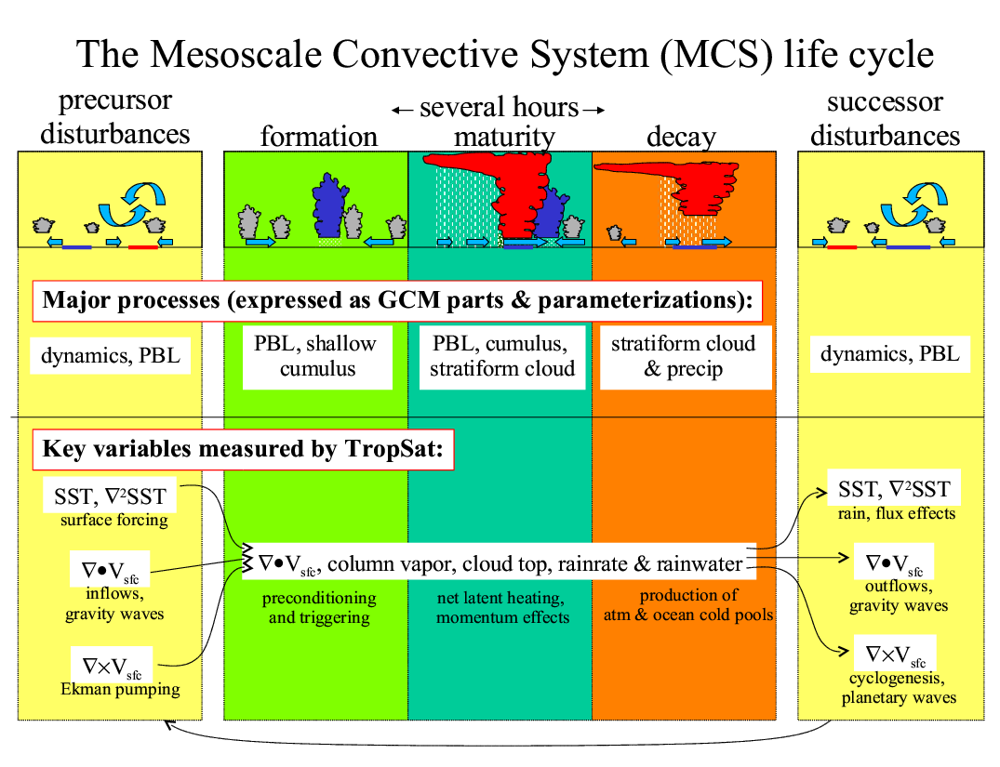 The Mesoscale Convective System (MCS) life cycle
precursor
disturbances
← several hours →
formation
maturity
decay
successor
disturbances
Major processes (expressed as GCM parts & parameterizations):
dynamics, PBL
PBL, shallow
cumulus
PBL, cumulus,
stratiform cloud
stratiform cloud
& precip
dynamics, PBL
Key variables measured by TropSat:
SST, ∇²SST
surface forcing
∇•Vsfc
inflows,
gravity waves
∇×Vsfc
Ekman pumping
∇•Vsfc, column vapor, cloud top, rainrate & rainwater
preconditioning
and triggering
net latent heating,
momentum effects
production of
atm & ocean cold pools
SST, ∇²SST
rain, flux effects
∇•Vsfc
outflows,
gravity waves
∇×Vsfc
cyclogenesis,
planetary waves